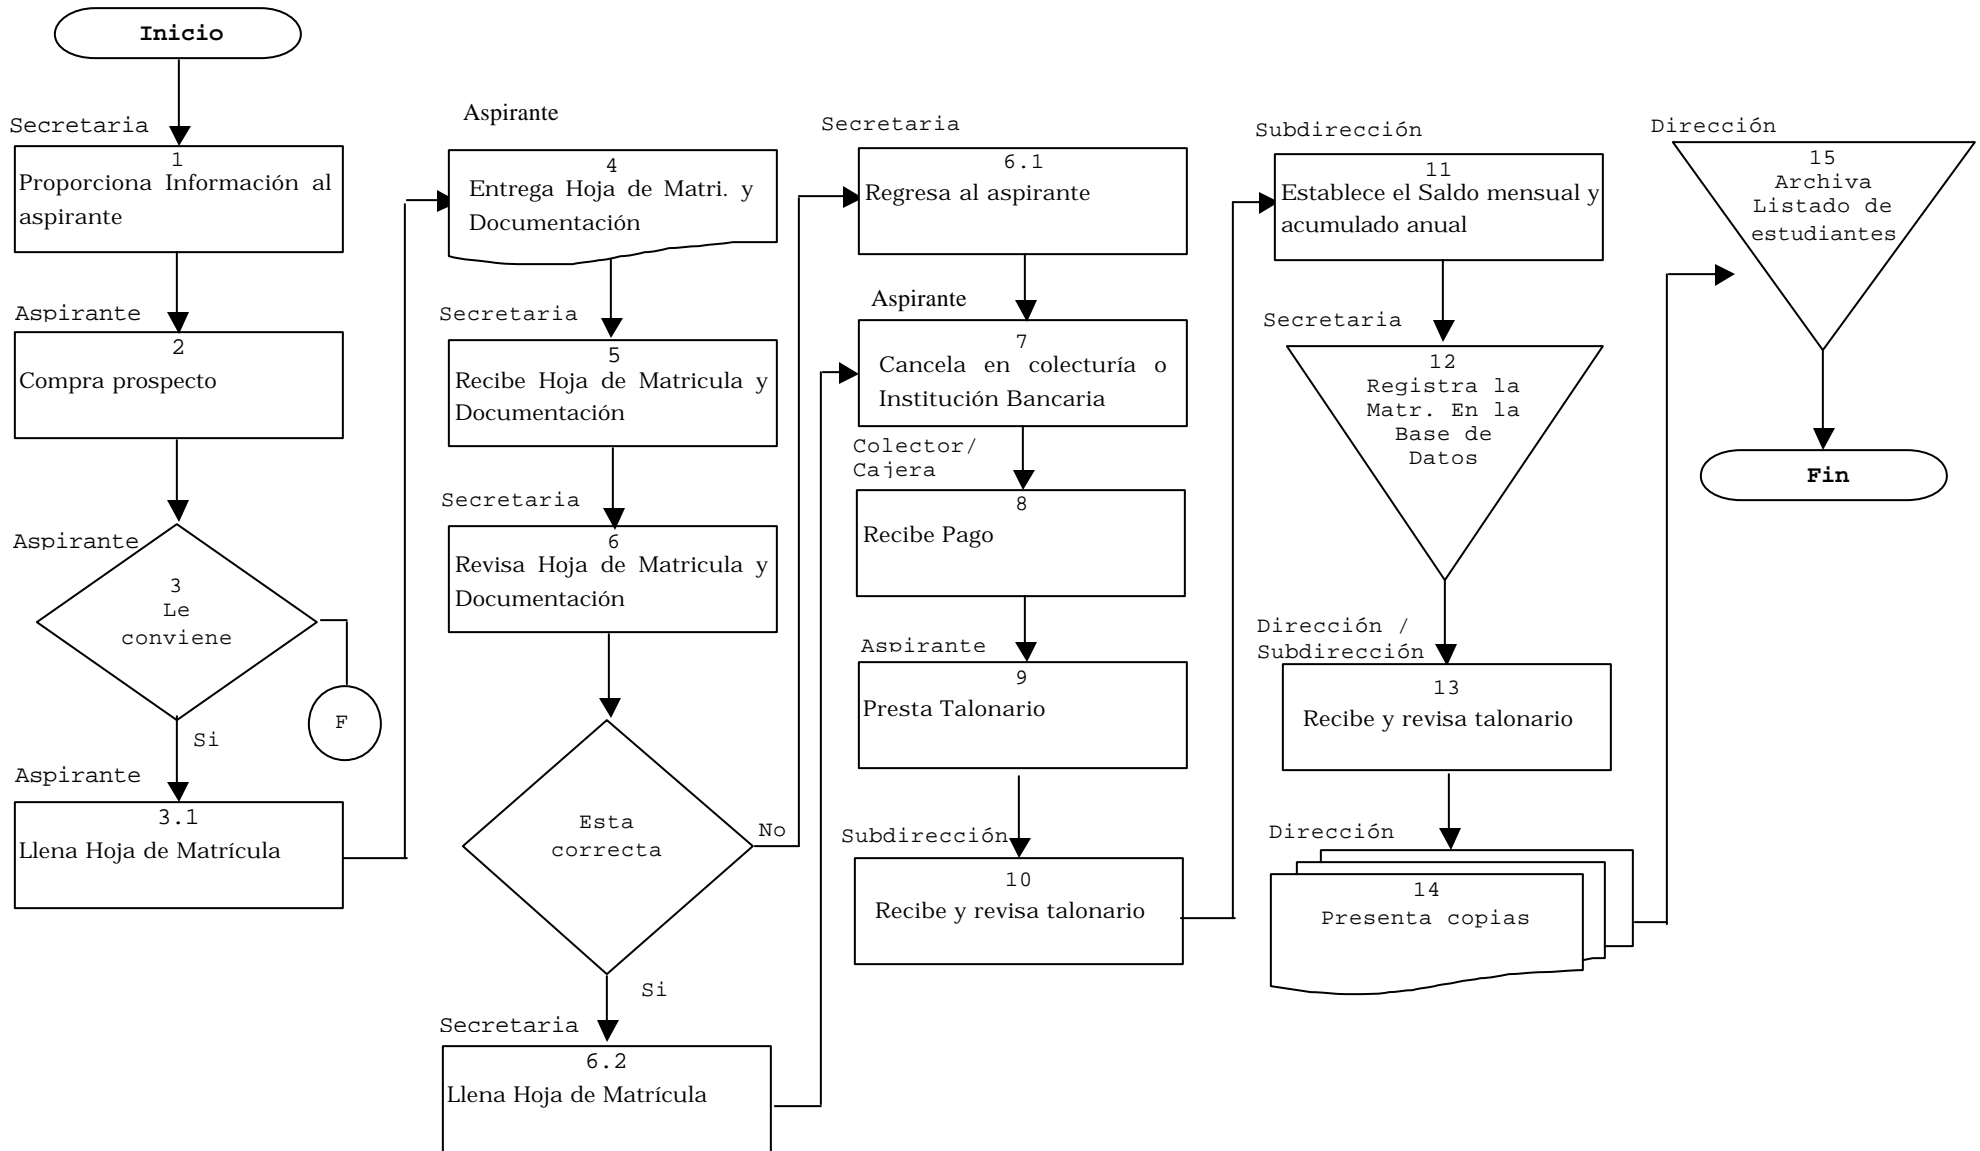 Inicio
Secretaria
1
Proporciona Información al
aspirante
Aspirante
2
Compra prospecto
Aspirante
3
Le
conviene
F
Si
Aspirante
3.1
Llena Hoja de Matrícula
Aspirante
4
Entrega Hoja de Matri. y
Documentación
Secretaria
5
Recibe Hoja de Matricula y
Documentación
Secretaria
6
Revisa Hoja de Matricula y
Documentación
Esta
correcta
No
Si
Secretaria
6.2
Llena Hoja de Matrícula
Secretaria
6.1
Regresa al aspirante
Aspirante
7
Cancela en colecturía o
Institución Bancaria
Colector/
Cajera
8
Recibe Pago
Aspirante
9
Presta Talonario
Subdirección
10
Recibe y revisa talonario
Subdirección
11
Establece el Saldo mensual y
acumulado anual
Secretaria
12
Registra la
Matr. En la
Base de
Datos
Dirección /
Subdirección
13
Recibe y revisa talonario
Dirección
14
Presenta copias
Dirección
15
Archiva
Listado de
estudiantes
Fin